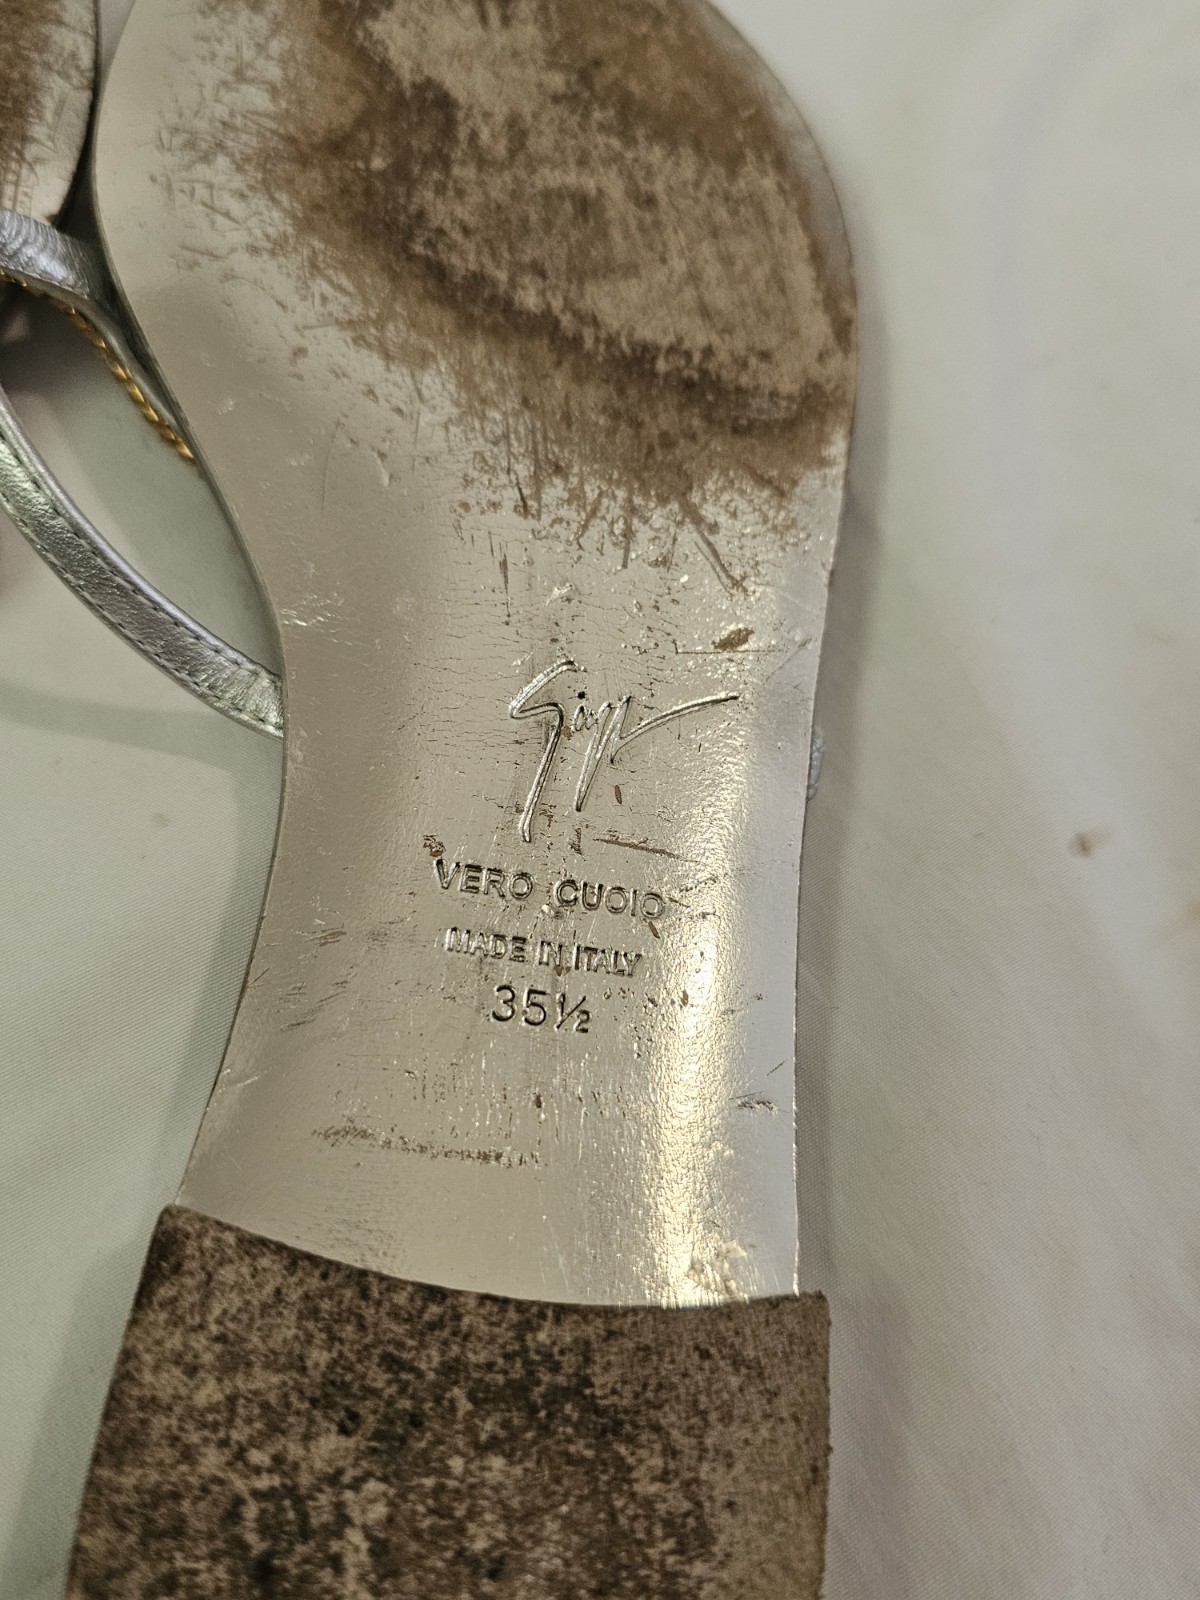 VERO CUOIO
MADE IN ITALY
35½